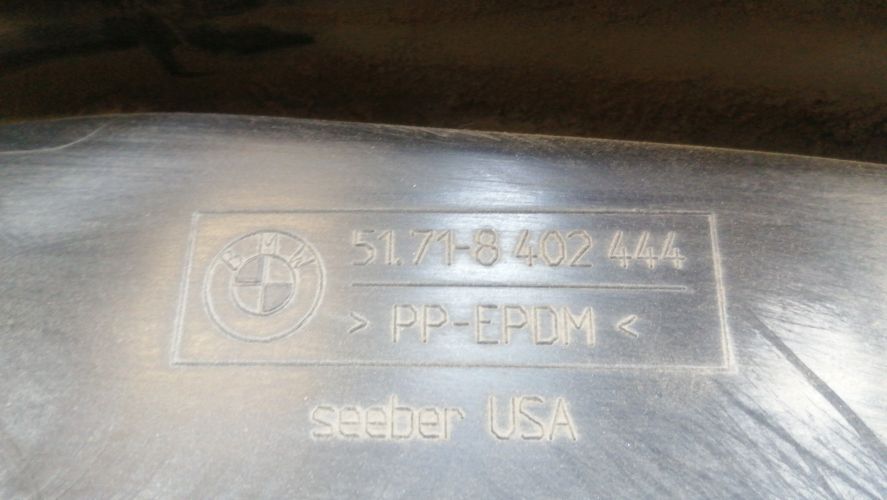 BMW
51.71-8 402 444
> PP-EPDM <
seeber USA